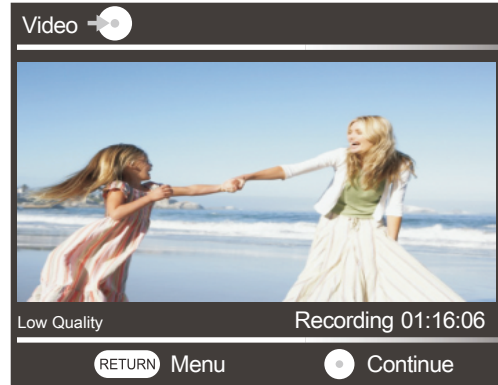 Video
Low Quality
Recording 01:16:06
RETURN Menu
Continue